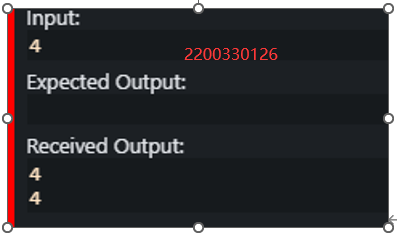 Input:
4
2200330126
Expected Output:
Received Output:
4
4